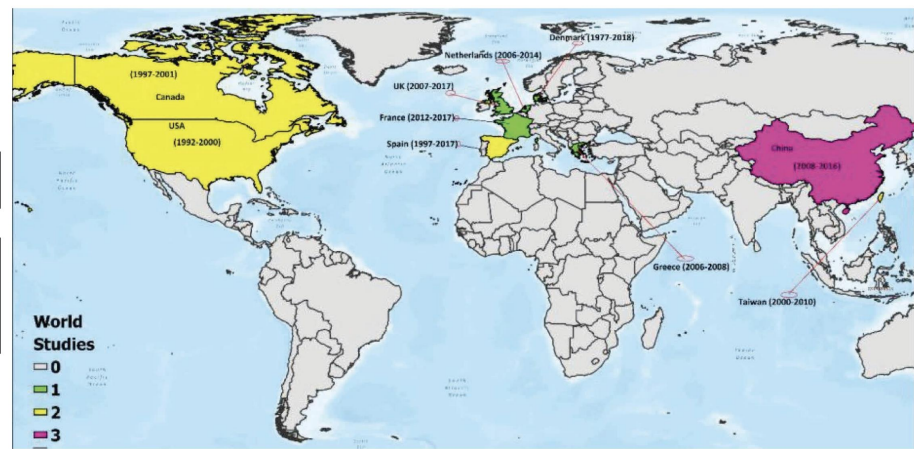 Denmark (1977-2018)
Netherlands (2006-2014)
(1997-2001)
UK (2007-2017)
Canada
France (2012-2017)
USA
(1992-2000)
Spain (1997-2017)
China
(2008-2016)
Greece (2006-2008)
Taiwan (2000-2010)
World
Studies
0
1
2
3